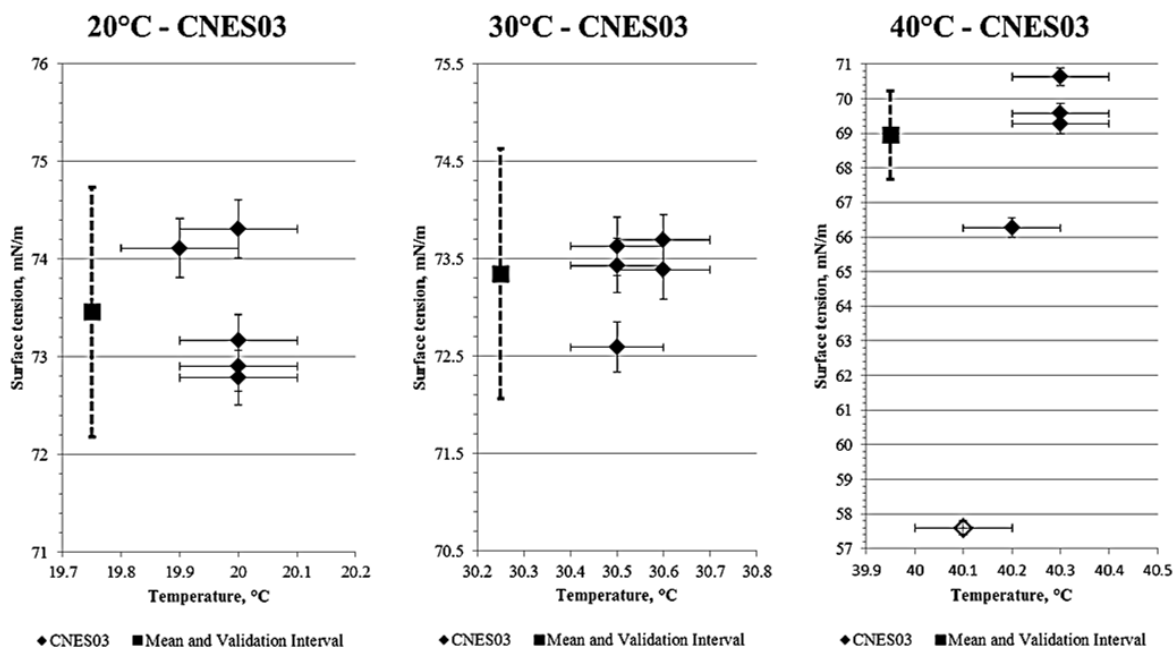 20°C - CNES03
76
75
74
73
72
71
19.7 19.8 19.9 20 20.1 20.2
Surface tension, mN/m
Temperature, °C
CNES03 Mean and Validation Interval
30°C - CNES03
75.5
74.5
73.5
72.5
71.5
70.5
30.2 30.3 30.4 30.5 30.6 30.7 30.8
Surface tension, mN/m
Temperature, °C
CNES03 Mean and Validation Interval
40°C - CNES03
71
70
69
68
66
65
63
62
61
60
58
57
39.9 40 40.1 40.2 40.3 40.4 40.5
Surface tension, mN/m
Temperature, °C
CNES03 Mean and Validation Interval